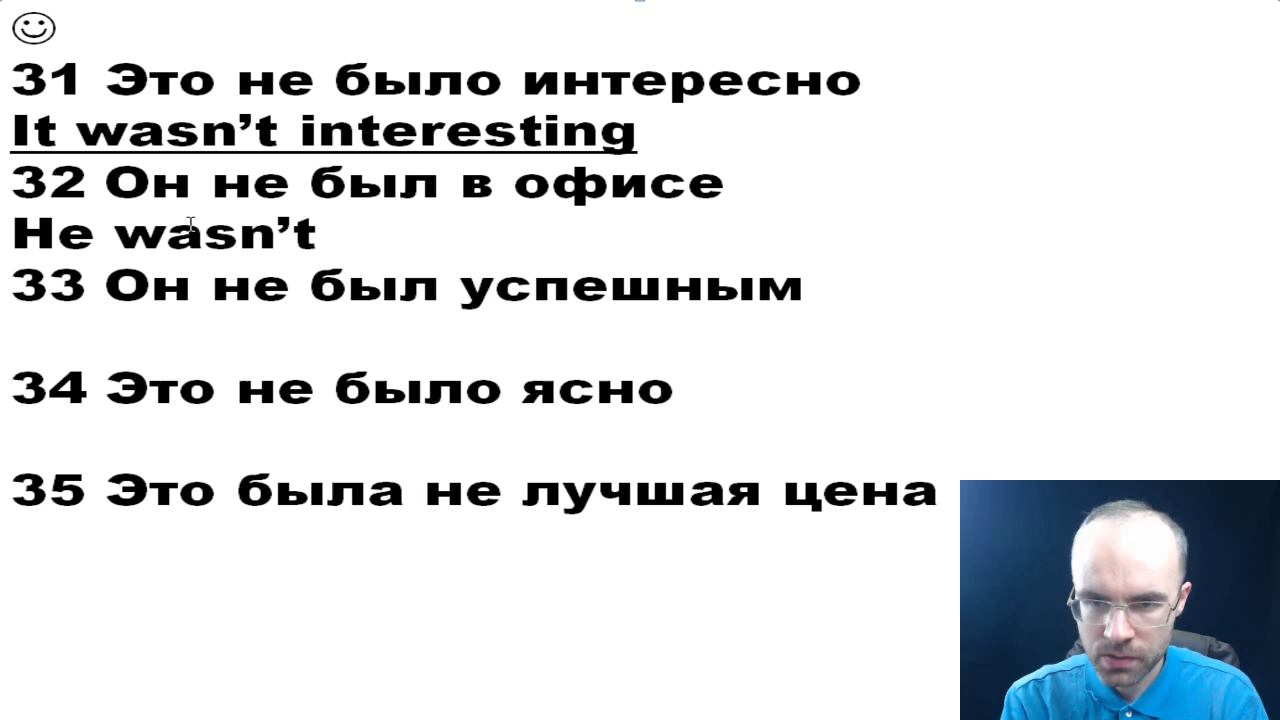 31 Это не было интересно
It wasn’t interesting
32 Он не был в офисе
He wasn’t
33 Он не был успешным
34 Это не было ясно
35 Это была не лучшая цена